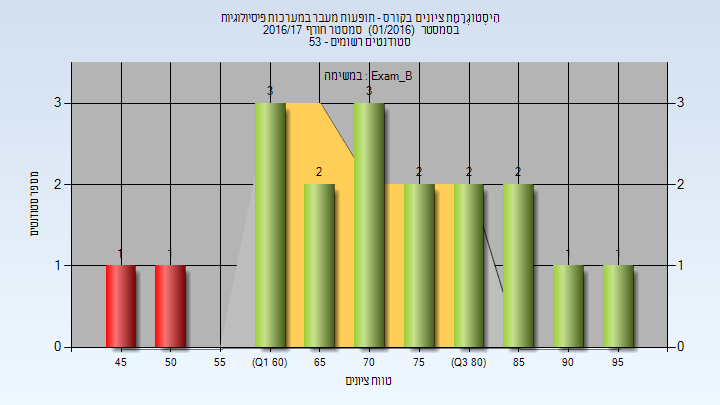 היסטוגרמת ציונים בקורס - תופעות מעבר במערכות פיסיולוגיות
בסמסטר (01/2016) סמסטר חורף 2016/17
סטודנטים רשומים - 53
במשימה : Exam_B
מספר סטודנטים
3 3
2 2
1 1
0 0
1 1 3 2 3 2 2 2 1 1
45 50 55 (Q1 60) 65 70 75 (Q3 80) 85 90 95
טווח ציונים